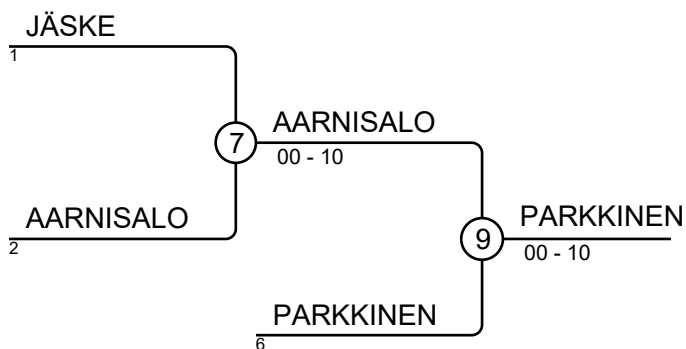 JÄSKE
1
7
AARNISALO
00 - 10
AARNISALO
2
9
PARKKINEN
00 - 10
PARKKINEN
6